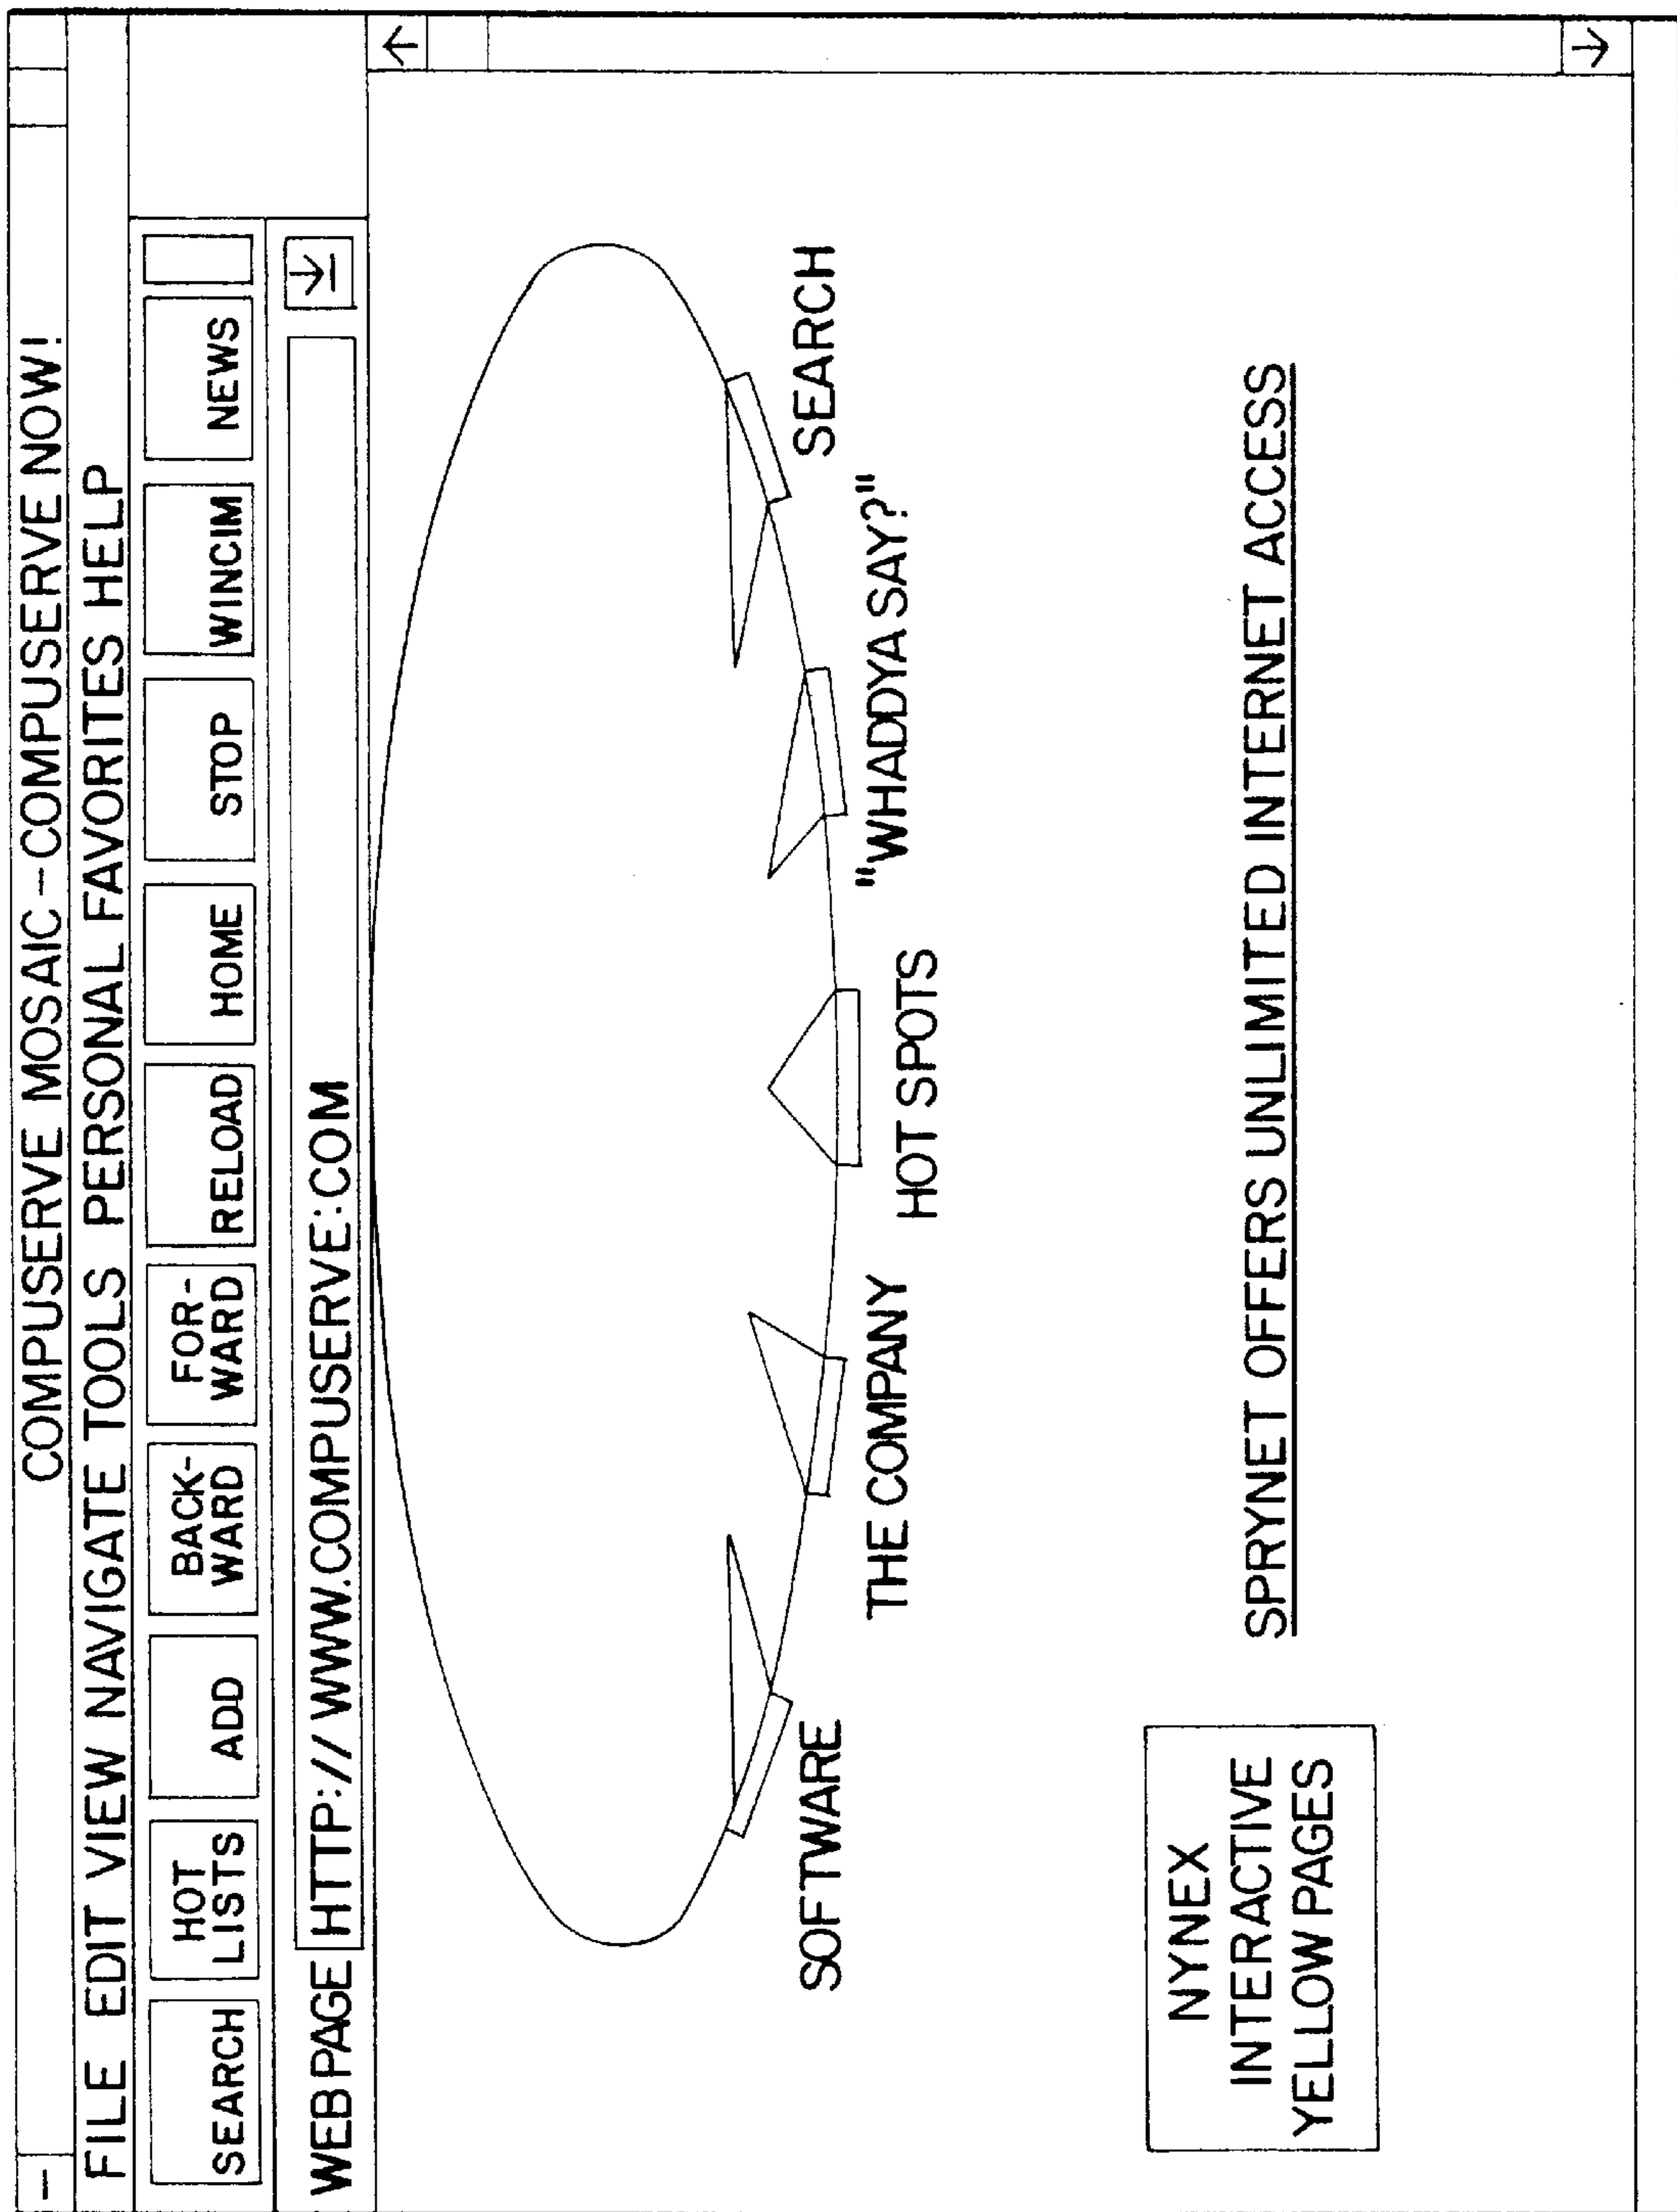 COMPUSERVE MOSAIC-COMPUSERVE NOW!
FILE EDIT VIEW NAVIGATE TOOLS PERSONAL FAVORITES HELP
SEARCH
HOT
LISTS
ADD
BACK-
WARD
FOR-
WARD
RELOAD
HOME
STOP
WINCIM
NEWS
WEB PAGE HTTP://WWW.COMPUSERVE:COM
SOFTWARE
THE COMPANY
HOT SPOTS
"WHADDYA SAY?"
SEARCH
NYNEX
INTERACTIVE
YELLOW PAGES
SPRYNET OFFERS UNLIMITED INTERNET ACCESS